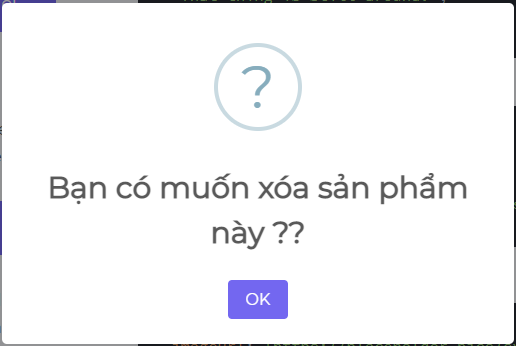 ?
Bạn có muốn xóa sản phẩm
này ??
OK